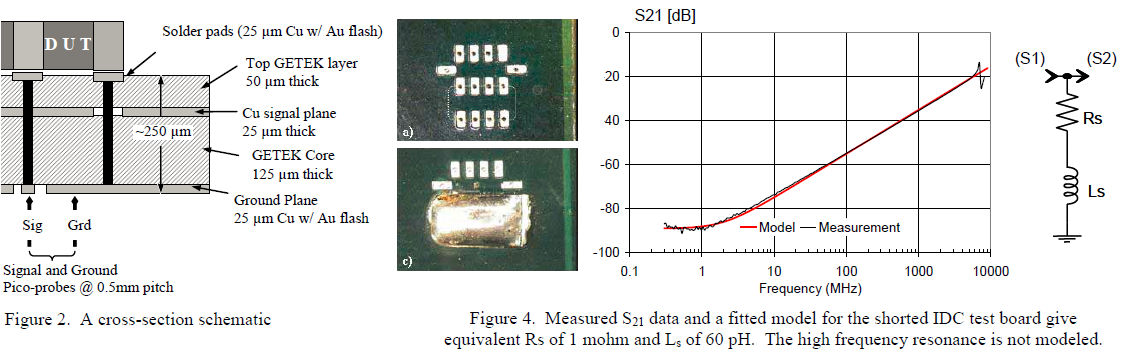 DUT
Solder pads (25 µm Cu w/ Au flash)
Top GETEK layer
50 µm thick
Cu signal plane
25 µm thick
~250 µm
GETEK Core
125 µm thick
Ground Plane
25 µm Cu w/ Au flash
Sig Grd
Signal and Ground
Pico-probes @ 0.5mm pitch
Figure 2. A cross-section schematic
a)
c)
S21 [dB]
0
20
40
-60
-80
-100
0.1 1 10 100 1000 10000
Frequency (MHz)
Model Measurement
(S1) (S2)
Rs
Ls
Figure 4. Measured S21 data and a fitted model for the shorted IDC test board give
equivalent Rs of 1 mohm and Ls of 60 pH. The high frequency resonance is not modeled.